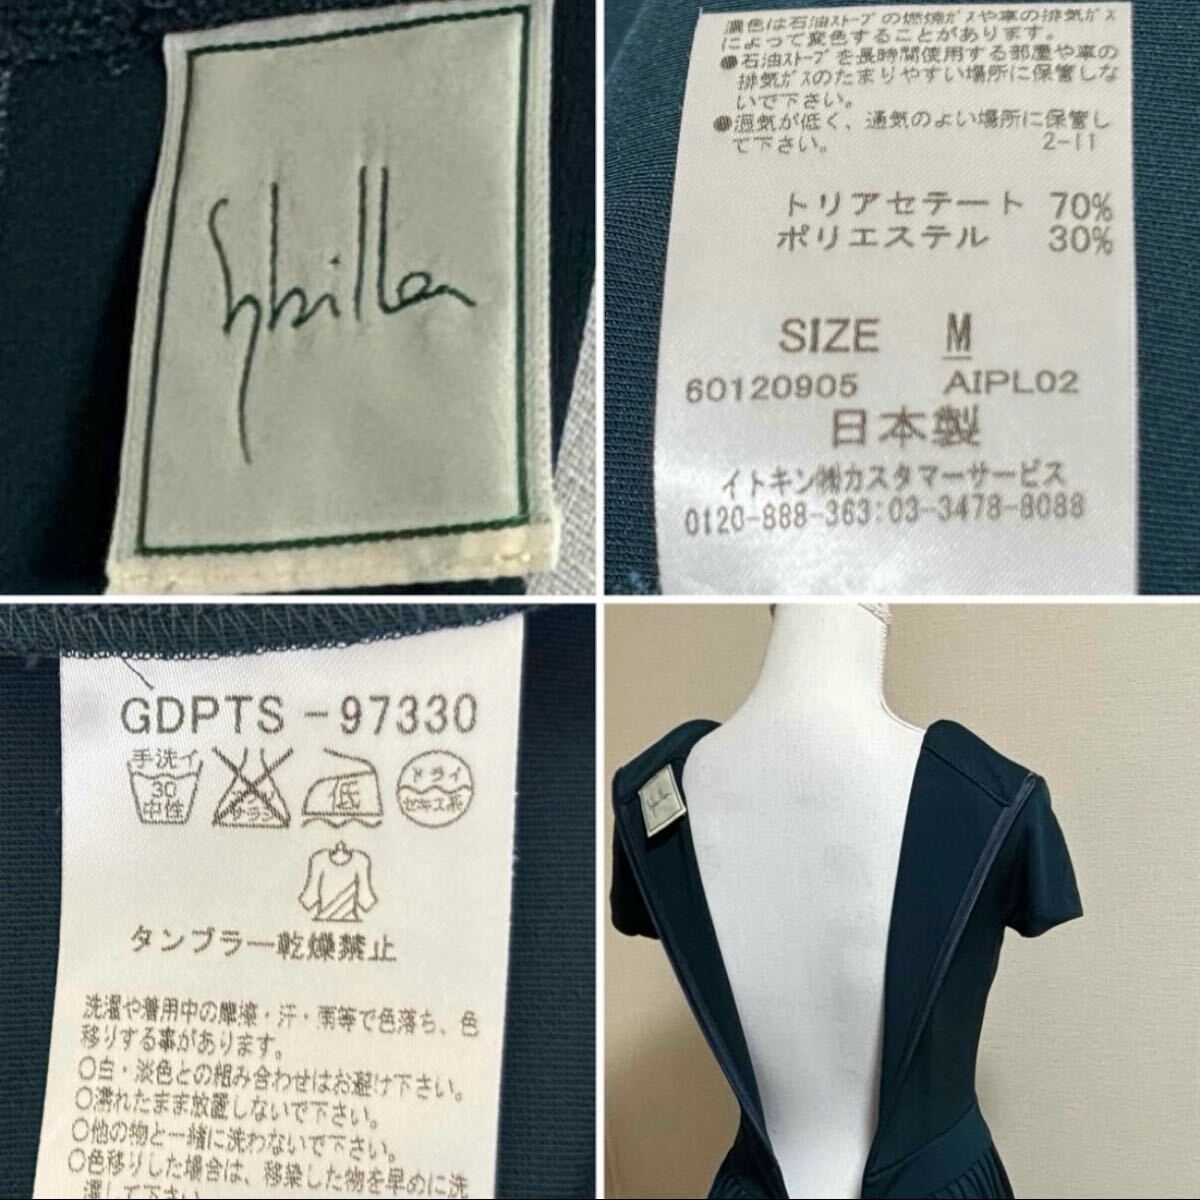 Sybilla
濃色は石油ストーブの燃焼ガスや車の排気ガス
によって変色することがあります。
●石油ストーブを長時間使用する部屋や車の
排気ガスのたまりやすい場所に保管しな
いで下さい。
●湿気が低く、通気のよい場所に保管し
て下さい。 2-11
トリアセテート 70%
ポリエステル 30%
SIZE M
60120905 AIPL02
日本製
イトキン㈱カスタマーサービス
0120-888-363:03-3478-8088
GDPTS-97330
手洗イ
30
中性
エンソ
サラシ
低
ドライ
セキユ系
タンブラー乾燥禁止
洗濯や着用中の摩擦・汗・雨等で色落ち、色
移りする事があります。
○白・淡色との組み合わせはお避け下さい。
○濡れたまま放置しないで下さい。
○他の物と一緒に洗わないで下さい。
○色移りした場合は、移染した物を早めに洗
濯して下さい。
Sybilla